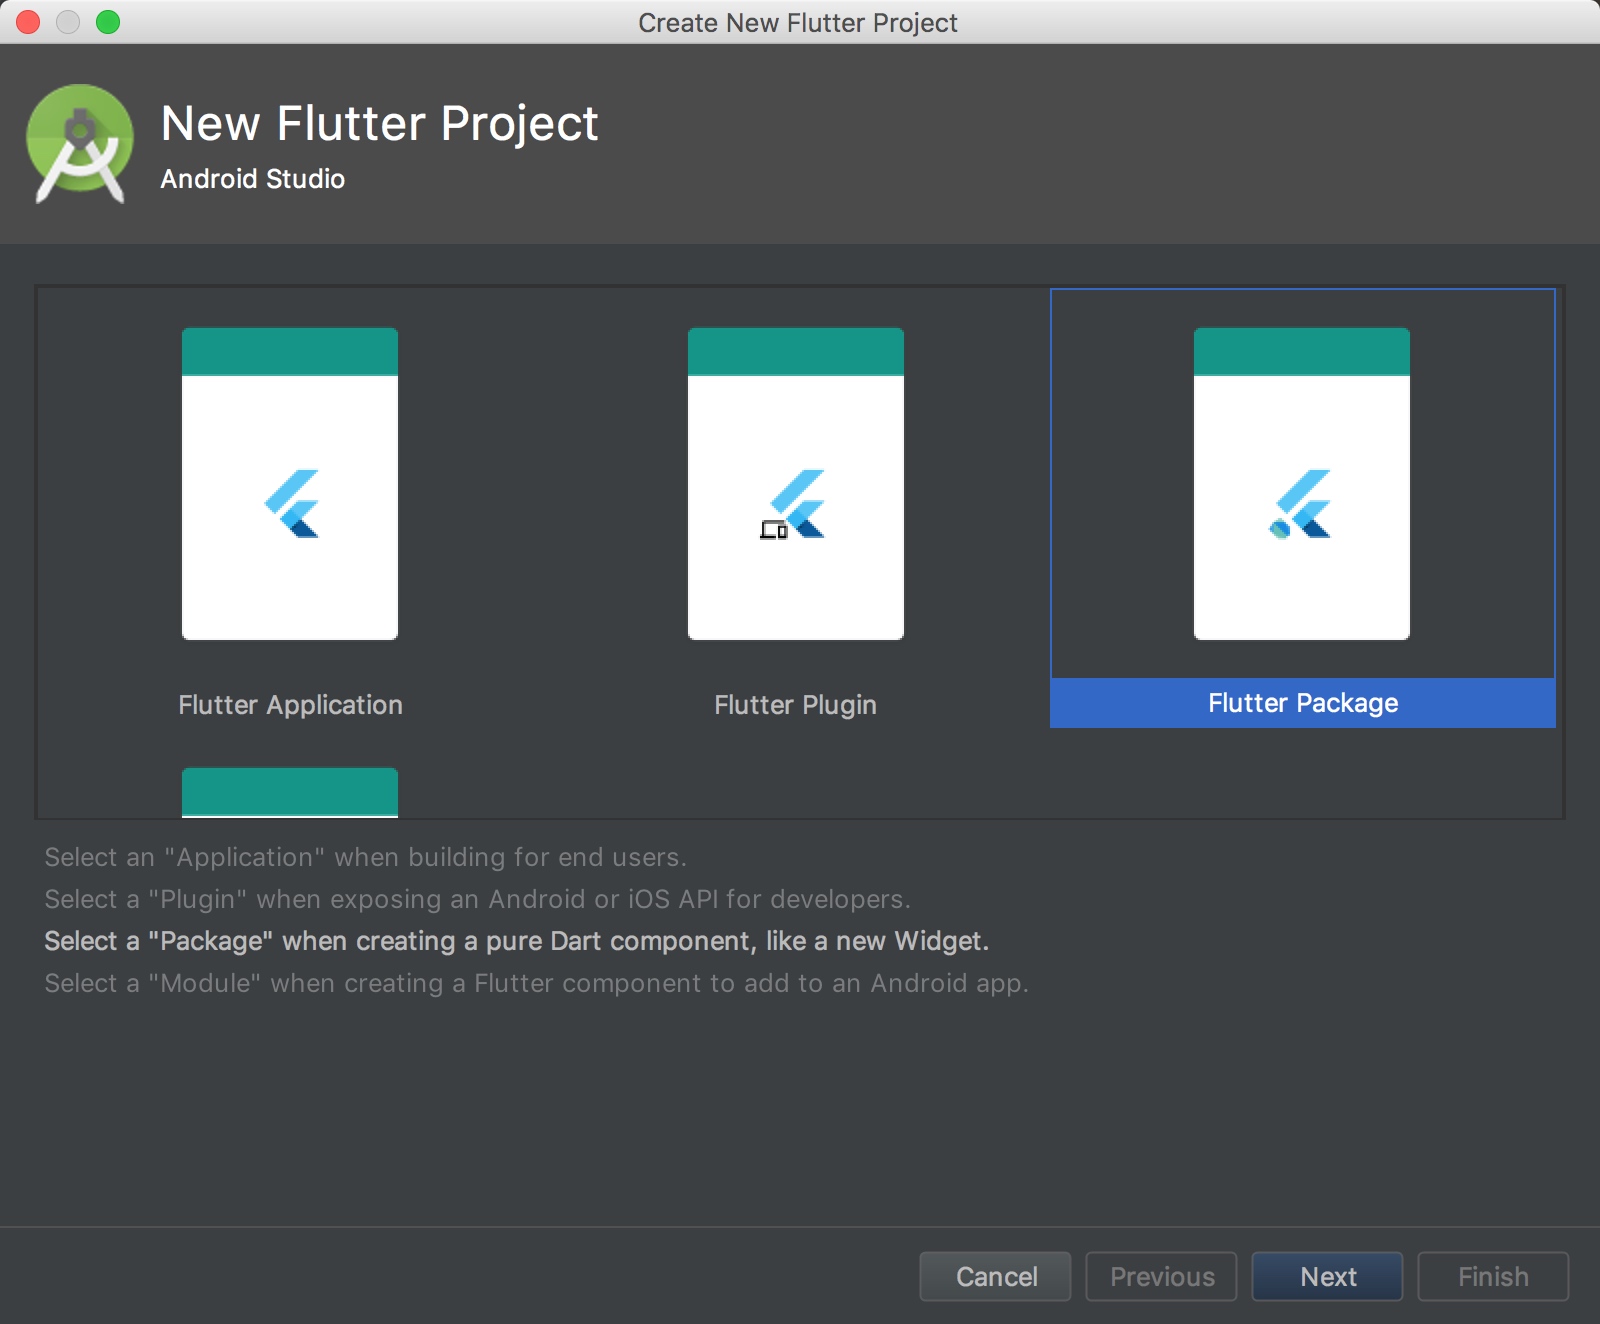 Create New Flutter Project
New Flutter Project
Android Studio
Flutter Application
Flutter Plugin
Flutter Package
Select an "Application" when building for end users.
Select a "Plugin" when exposing an Android or iOS API for developers.
Select a "Package" when creating a pure Dart component, like a new Widget.
Select a "Module" when creating a Flutter component to add to an Android app.
Cancel
Previous
Next
Finish